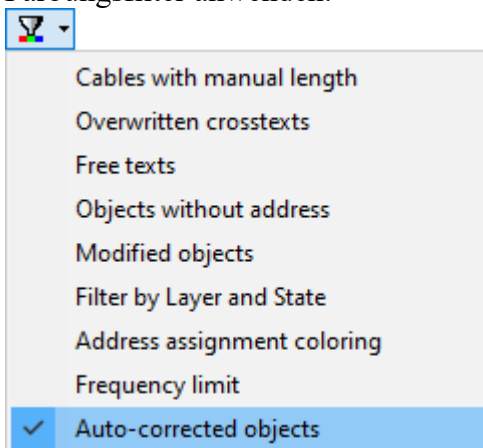 Cables with manual length
Overwritten crosstexts
Free texts
Objects without address
Modified objects
Filter by Layer and State
Address assignment coloring
Frequency limit
Auto-corrected objects